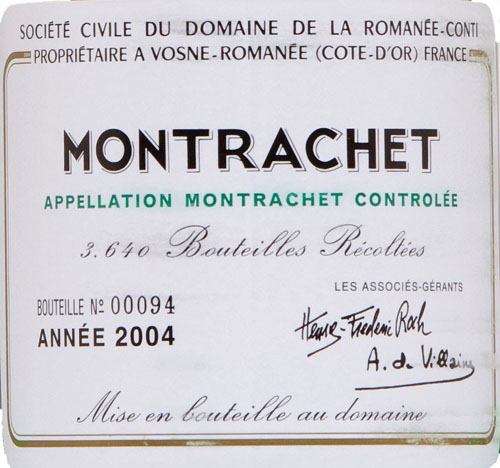 SOCIÉTÉ CIVILE DU DOMAINE DE LA ROMANÉE-CONTI
PROPRIÉTAIRE A VOSNE-ROMANÉE (COTE-D'OR) FRANCE
MONTRACHET
APPELLATION MONTRACHET CONTROLÉE
3.640 Bouteilles Récoltées
LES ASSOCIÉS-GÉRANTS
BOUTEILLE Nº 00094
ANNÉE 2004
Henry-Frédéric Roch
A. de Villaine
Mise en bouteille au domaine